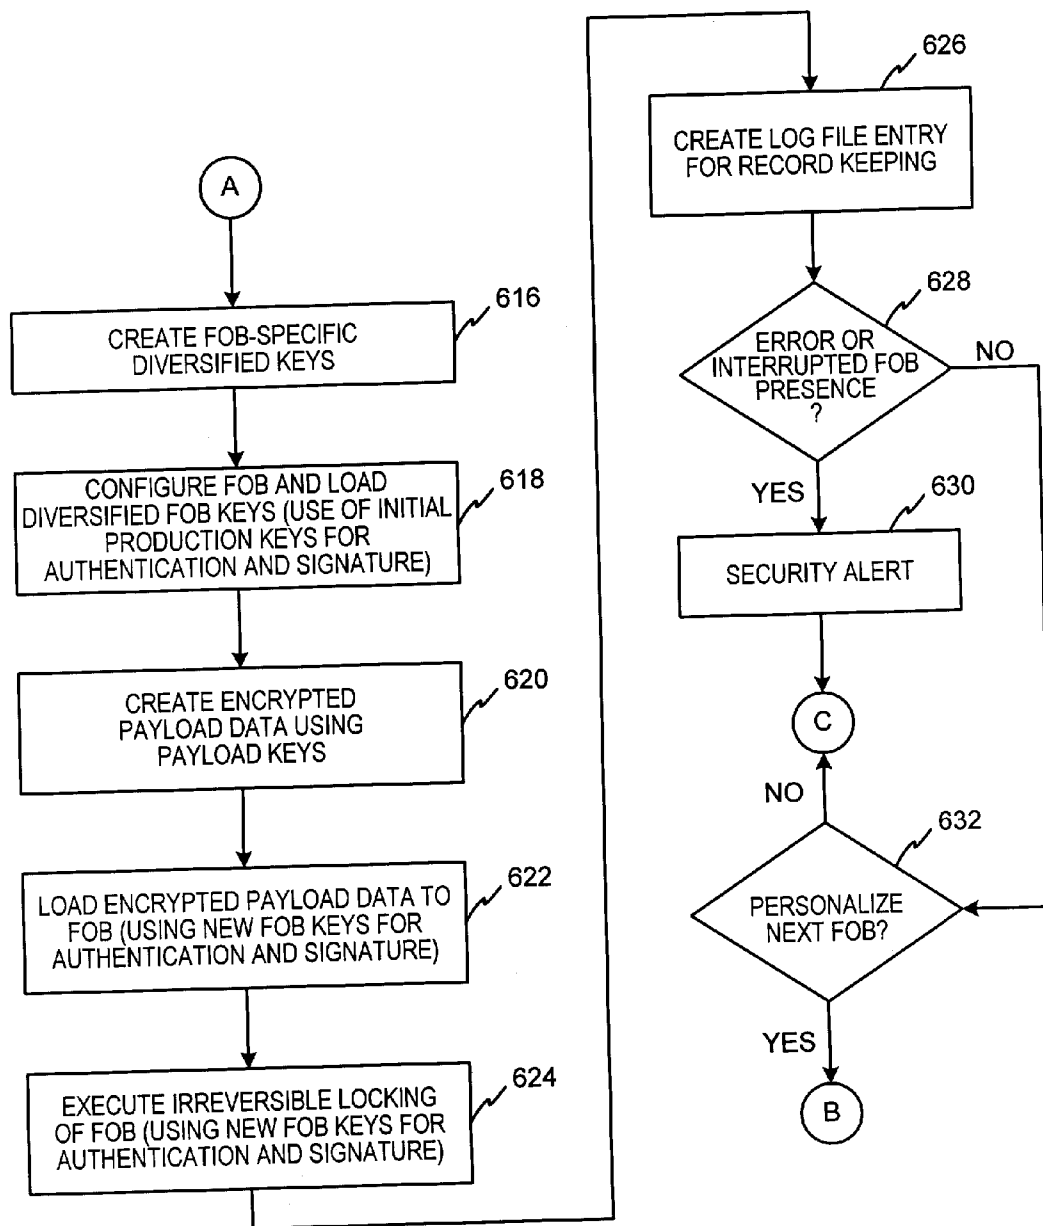 A
616
CREATE FOB-SPECIFIC
DIVERSIFIED KEYS
618
CONFIGURE FOB AND LOAD
DIVERSIFIED FOB KEYS (USE OF INITIAL
PRODUCTION KEYS FOR
AUTHENTICATION AND SIGNATURE)
620
CREATE ENCRYPTED
PAYLOAD DATA USING
PAYLOAD KEYS
622
LOAD ENCRYPTED PAYLOAD DATA TO
FOB (USING NEW FOB KEYS FOR
AUTHENTICATION AND SIGNATURE)
624
EXECUTE IRREVERSIBLE LOCKING
OF FOB (USING NEW FOB KEYS FOR
AUTHENTICATION AND SIGNATURE)
626
CREATE LOG FILE ENTRY
FOR RECORD KEEPING
628
ERROR OR
INTERRUPTED FOB
PRESENCE
?
NO
YES
630
SECURITY ALERT
C
NO
632
PERSONALIZE
NEXT FOB?
YES
B